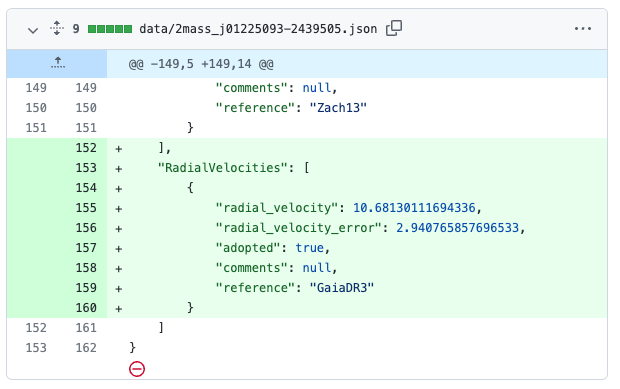 9 data/2mass_j01225093-2439505.json
@@ -149,5 +149,14 @@
149 149 "comments": null,
150 150 "reference": "Zach13"
151 151 }
152 + ],
153 + "RadialVelocities": [
154 + {
155 + "radial_velocity": 10.68130111694336,
156 + "radial_velocity_error": 2.940765857696533,
157 + "adopted": true,
158 + "comments": null,
159 + "reference": "GaiaDR3"
160 + }
152 161 ]
153 162 }